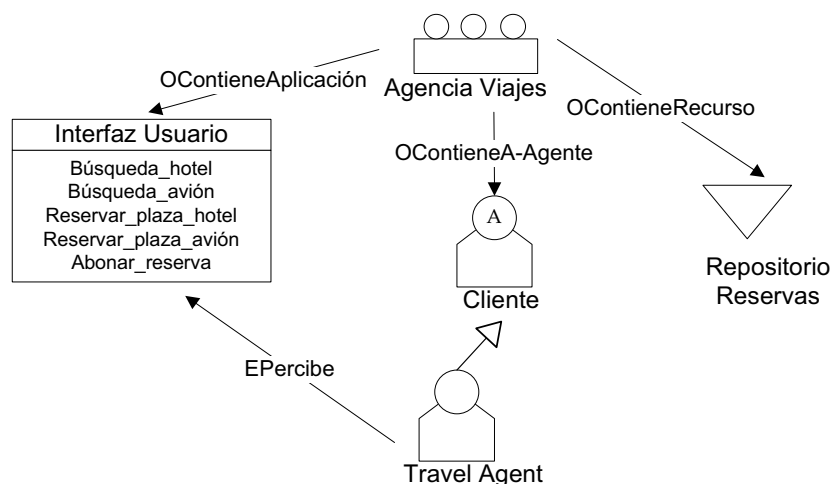 OContieneAplicación
Agencia Viajes
OContieneRecurso
Interfaz Usuario
Búsqueda_hotel
Búsqueda_avión
Reservar_plaza_hotel
Reservar_plaza_avión
Abonar_reserva
OContieneA-Agente
A
Cliente
Repositorio
Reservas
EPercibe
Travel Agent